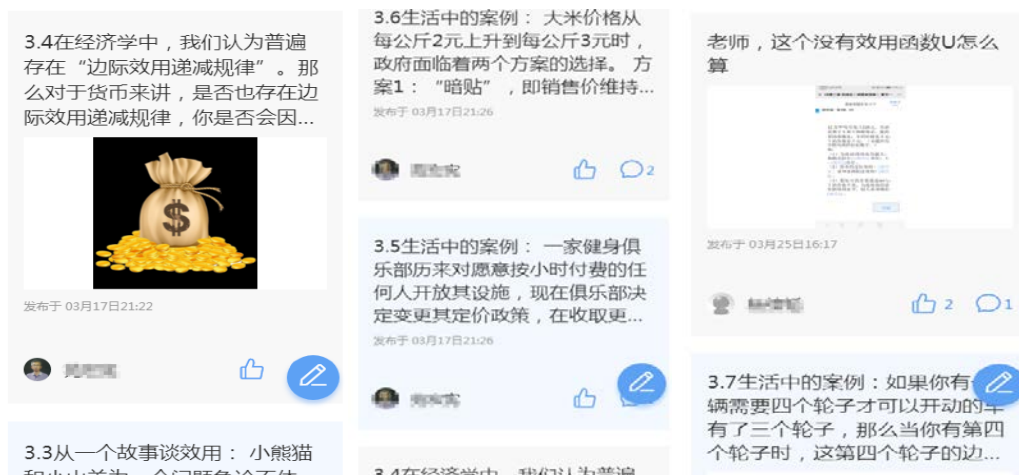 3.4在经济学中，我们认为普遍
存在“边际效用递减规律”。那
么对于货币来讲，是否也存在边
际效用递减规律，你是否会因...
发布于 03月17日21:22
3.3从一个故事谈效用： 小熊猫
3.6生活中的案例： 大米价格从
每公斤2元上升到每公斤3元时，
政府面临着两个方案的选择。 方
案1： “暗贴” ，即销售价维持...
发布于 03月17日21:26
2
3.5生活中的案例： 一家健身俱
乐部历来对愿意按小时付费的任
何人开放其设施，现在俱乐部决
定变更其定价政策，在收取更...
发布于 03月17日21:26
3.4在经济学中，我们认为普遍
老师，这个没有效用函数U怎么
算
发布于 03月25日16:17
2
1
3.7生活中的案例：如果你有一
辆需要四个轮子才可以开动的车
有了三个轮子，那么当你有第四
个轮子时，这第四个轮子的边...